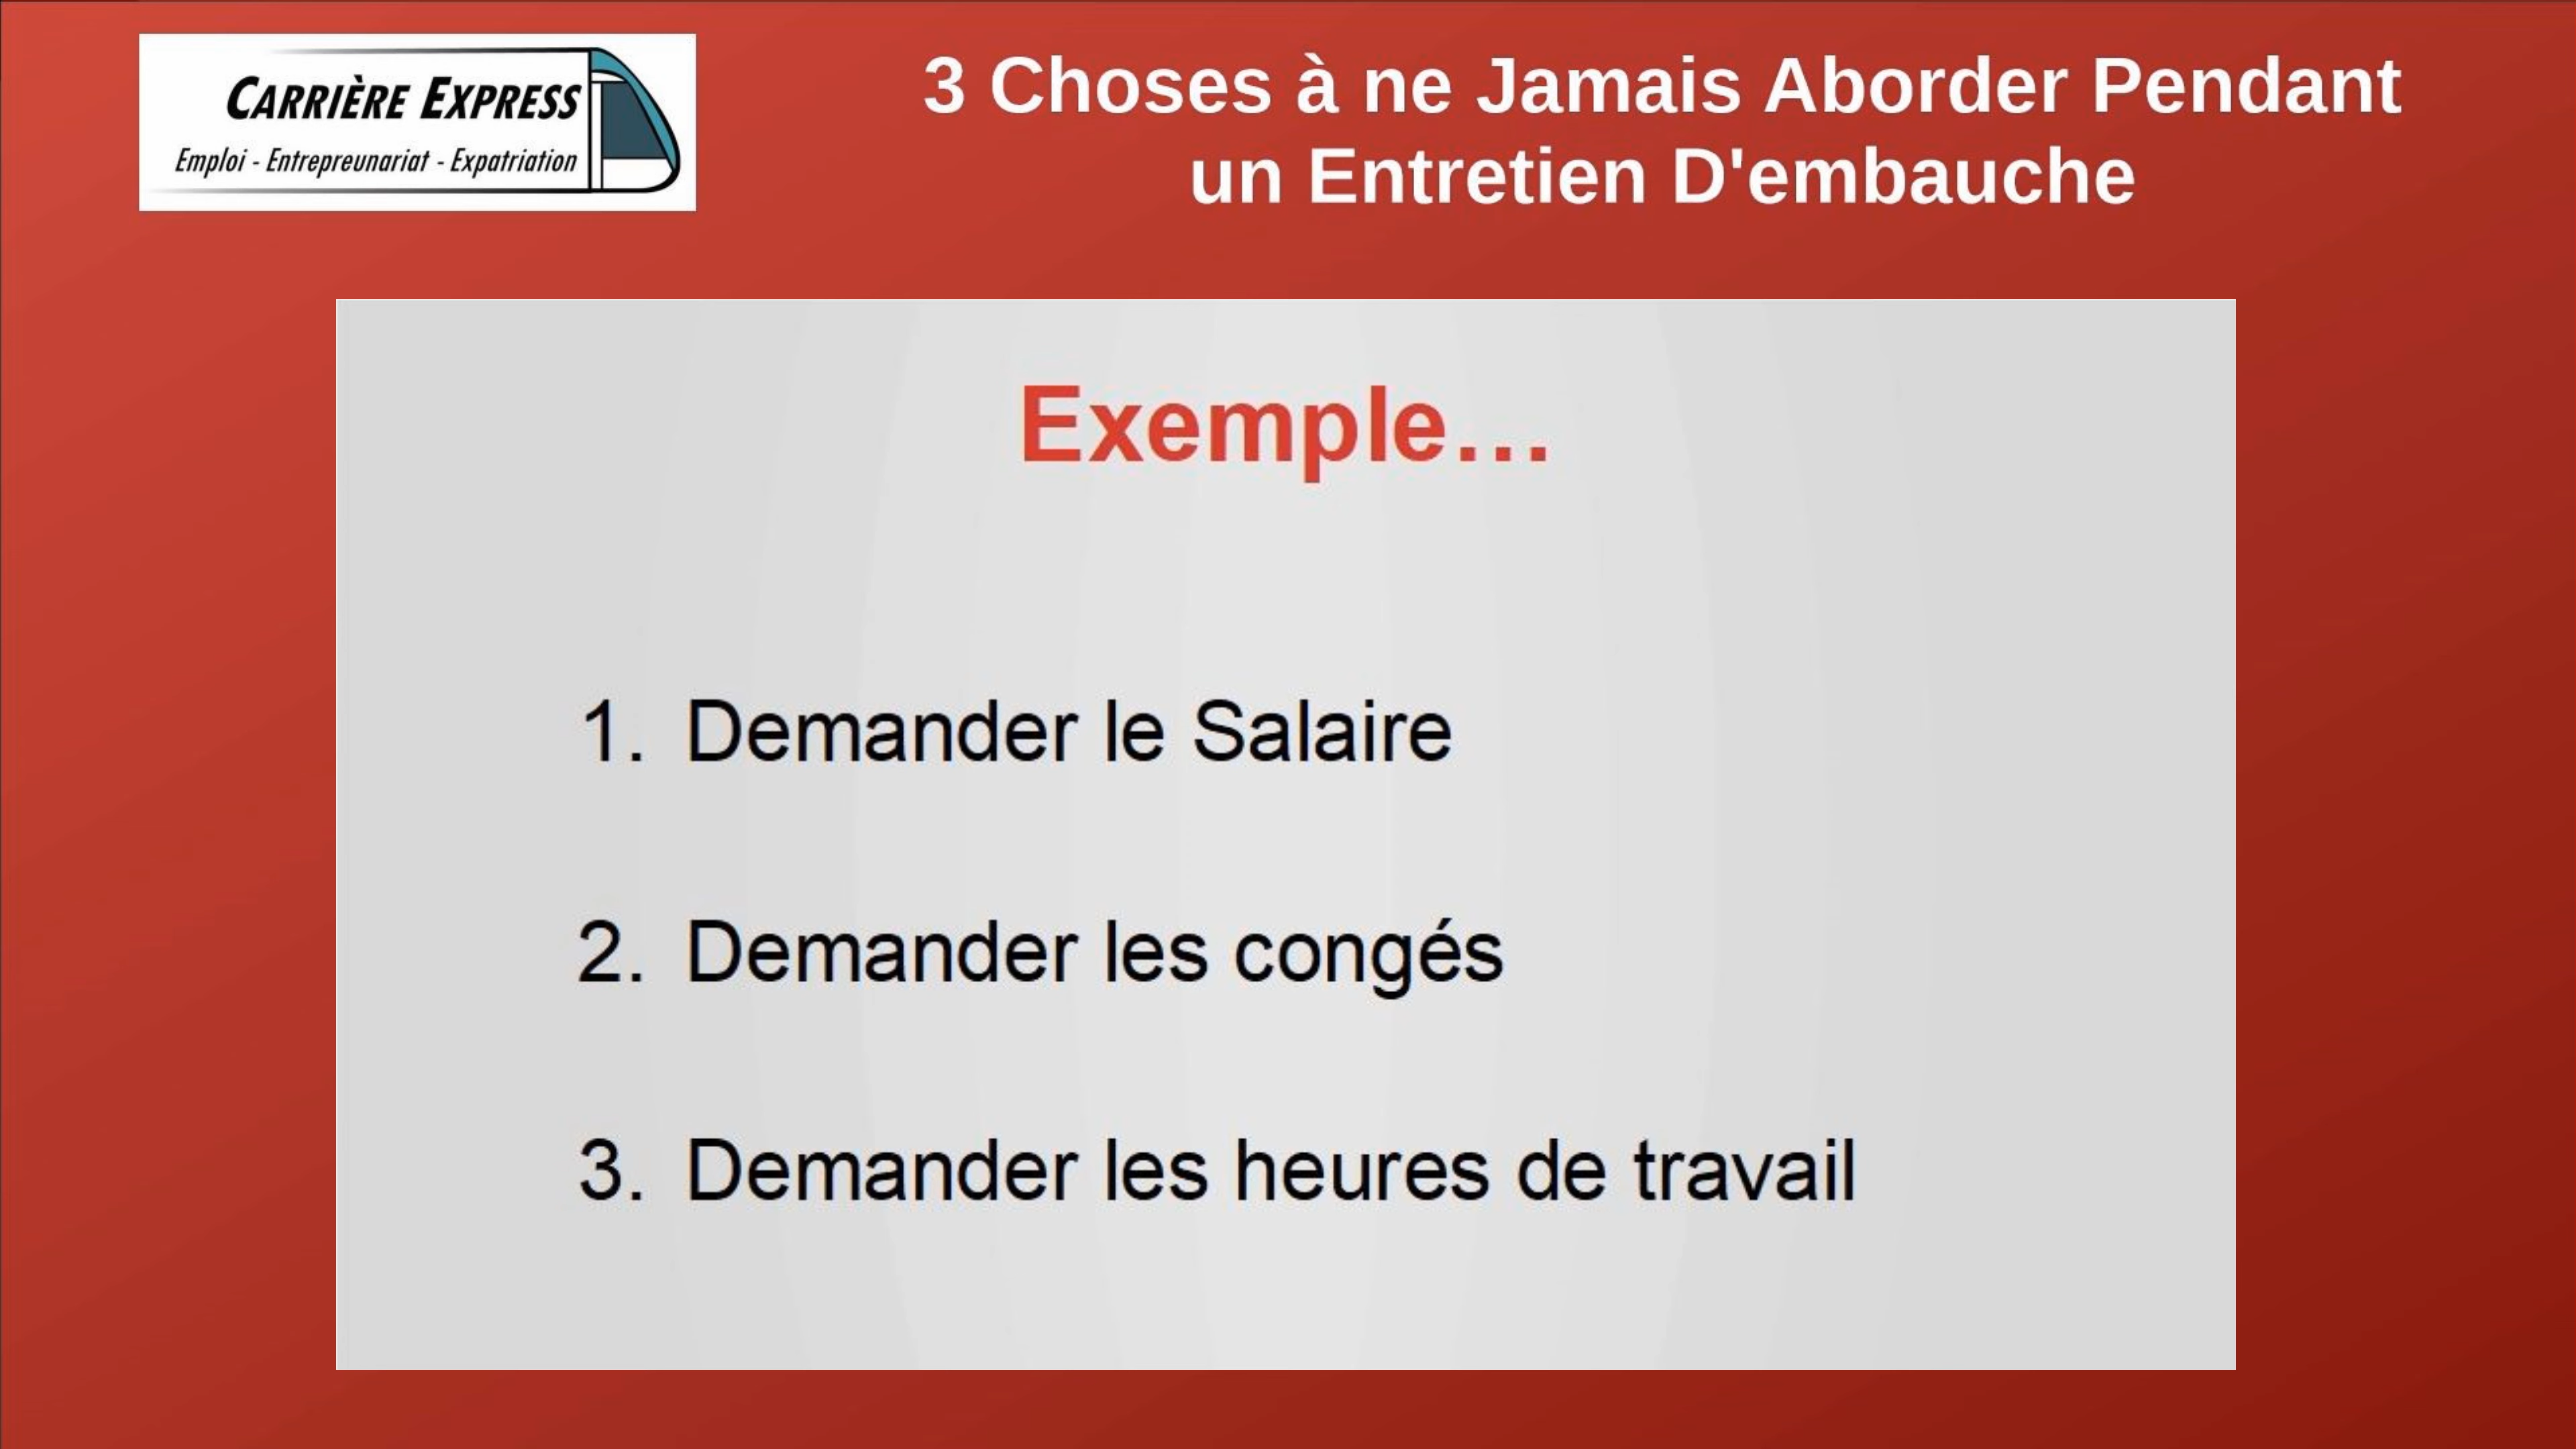 CARRIÈRE EXPRESS
Emploi - Entrepreunariat - Expatriation
3 Choses à ne Jamais Aborder Pendant
un Entretien D'embauche
Exemple…
1. Demander le Salaire
2. Demander les congés
3. Demander les heures de travail